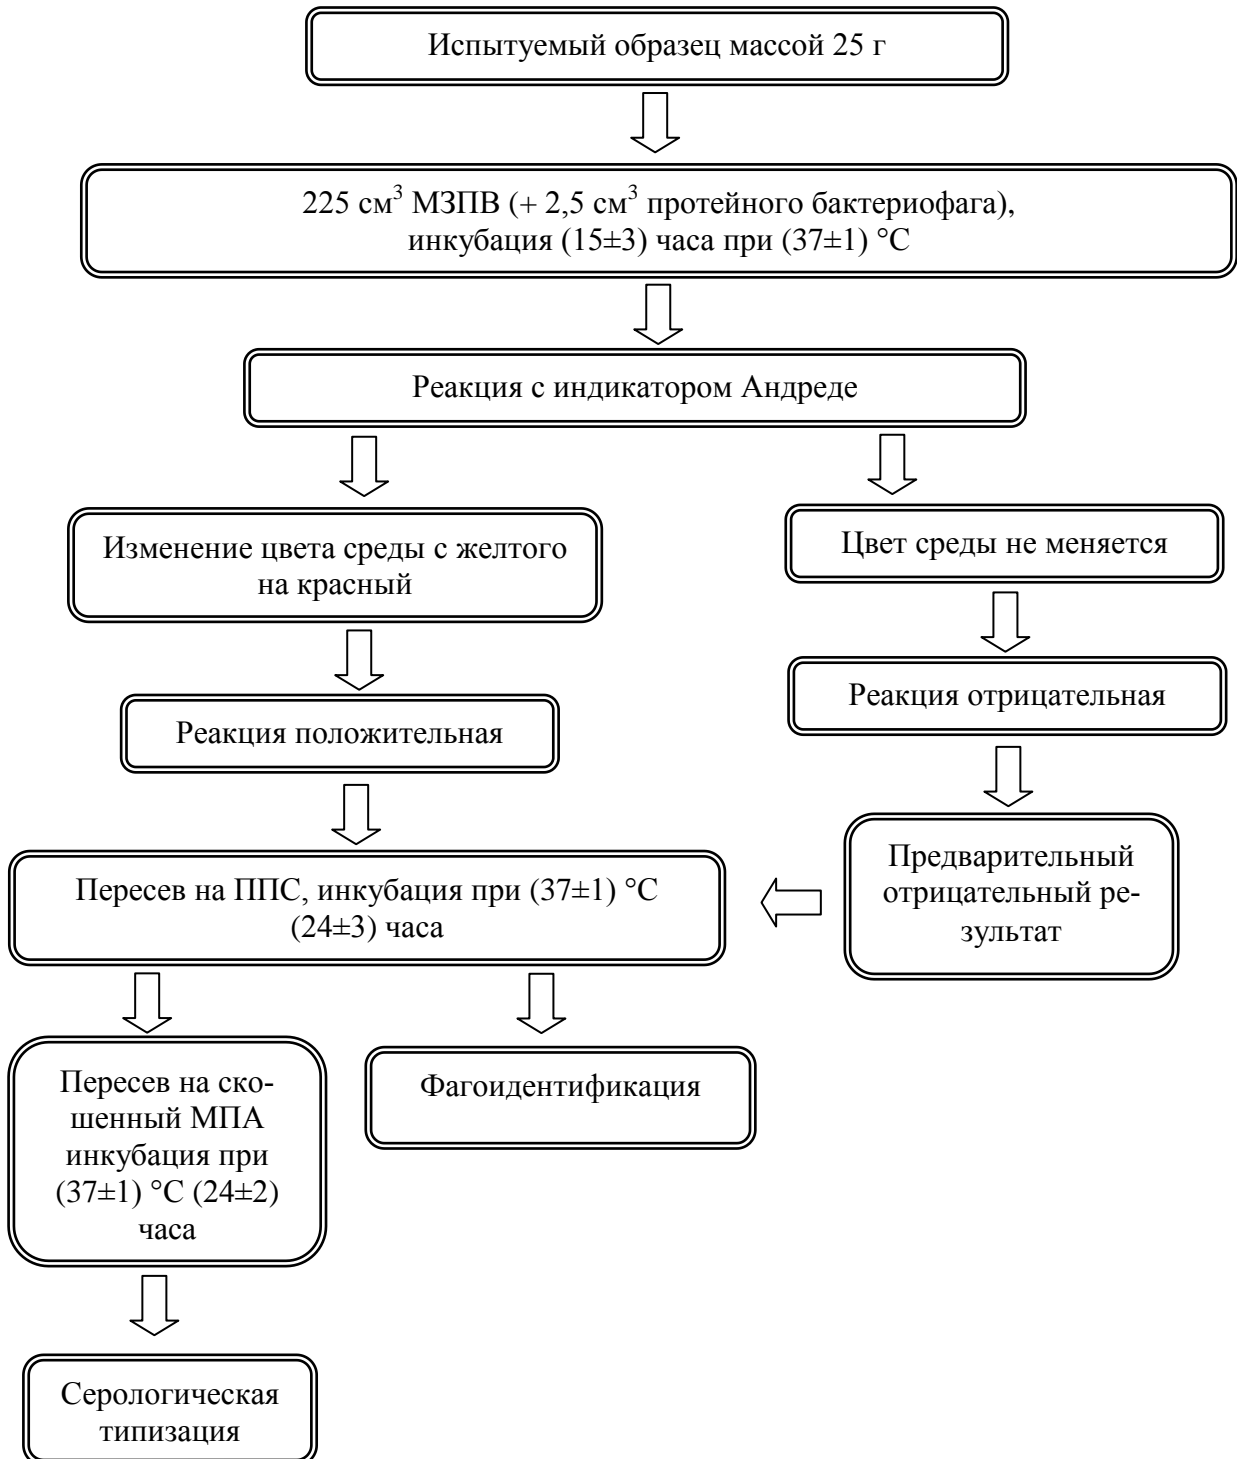 Испытуемый образец массой 25 г
225 см³ МЗПВ (+ 2,5 см³ протейного бактериофага),
инкубация (15±3) часа при (37±1) °С
Реакция с индикатором Андреде
Изменение цвета среды с желтого
на красный
Цвет среды не меняется
Реакция положительная
Реакция отрицательная
Предварительный
отрицательный ре-
зультат
Пересев на ППС, инкубация при (37±1) °С
(24±3) часа
Пересев на ско-
шенный МПА
инкубация при
(37±1) °С (24±2)
часа
Фагоидентификация
Серологическая
типизация